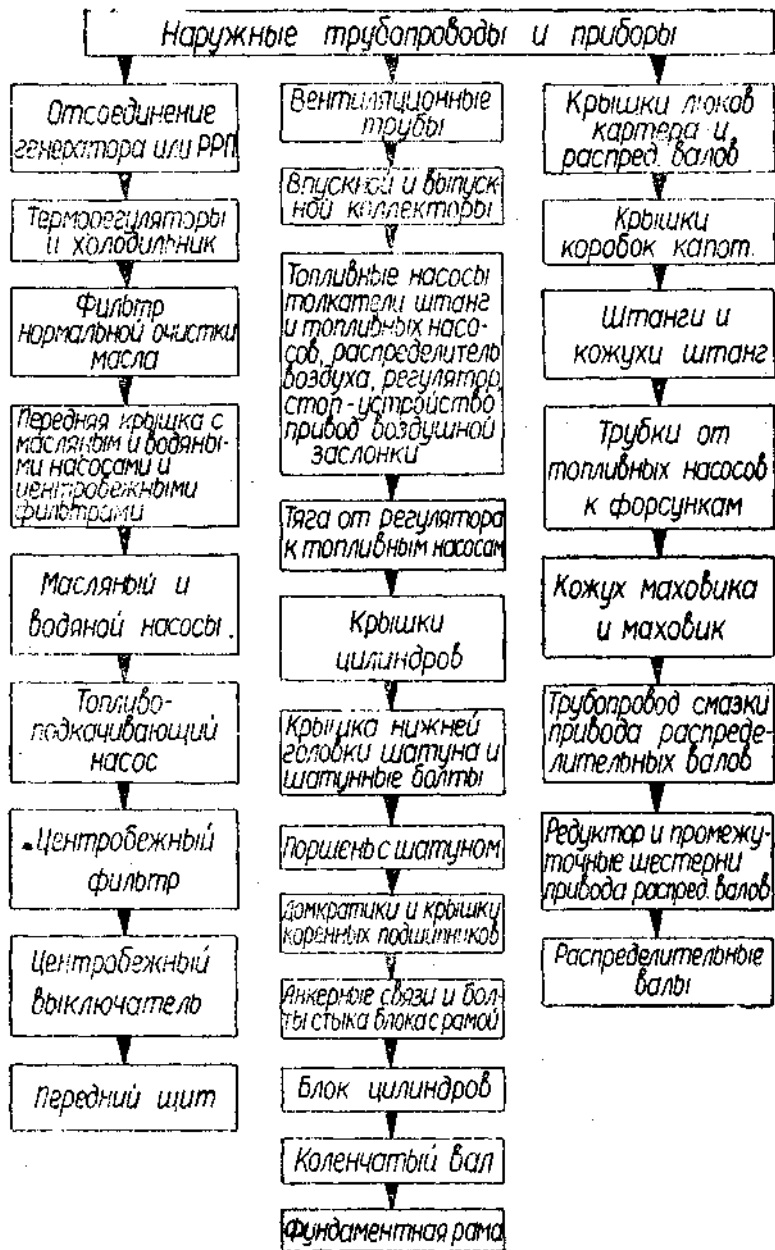 Наружные трубопроводы и приборы
Отсоединение
генератора или РРП
Терморегуляторы
и холодильник
Фильтр
нормальной очистки
масла
Передняя крышка с
масляным и водяны-
ми насосами и
центробежными
фильтрами
Масляный и
водяной насосы.
Топливо-
подкачивающий
насос
Центробежный
фильтр
Центробежный
выключатель
Передний щит
Вентиляционные
трубы
Впускной и выпуск-
ной коллекторы
Топливные насосы
толкатели штанг
и топливных насо-
сов, распределитель
воздуха, регулятор,
стоп-устройство
привод воздушной
заслонки
Тяга от регулятора
к топливным насосам
Крышки
цилиндров
Крышка нижней
головки шатуна и
шатунные болты
Поршень с шатуном
Домкратики и крышки
коренных подшипников
Анкерные связи и бол-
ты стыка блока с рамой
Блок цилиндров
Коленчатый вал
Фундаментная рама
Крышки люков
картера и
распред. валов
Крышки
коробок капот.
Штанги и
кожухи штанг
Трубки от
топливных насосов
к форсункам
Кожух маховика
и маховик
Трубопровод смазки
привода распреде-
лительных валов
Редуктор и промежу-
точные шестерни
привода распред. валов
Распределительные
валы